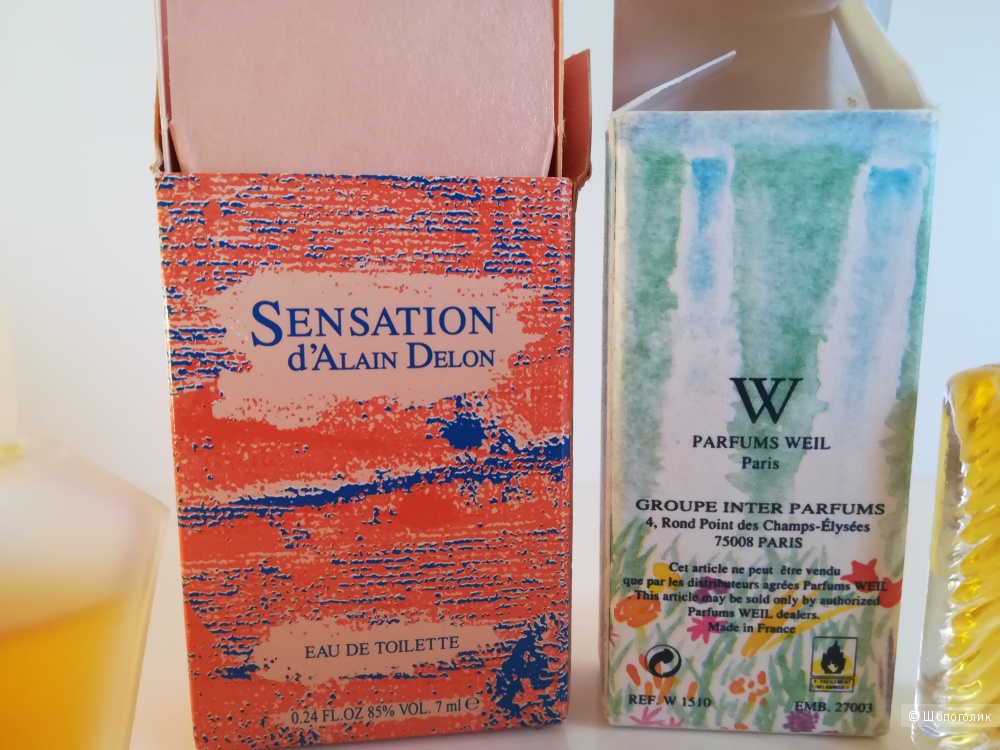 SENSATION
d'ALAIN DELON
EAU DE TOILETTE
0.24 FL.OZ 85% VOL. 7 ml ℮
W
PARFUMS WEIL
Paris
GROUPE INTER PARFUMS
4, Rond Point des Champs-Élysées
75008 PARIS
Cet article ne peut être vendu
que par les distributeurs agrées Parfums WEIL
This article may be sold only by authorized
Parfums WEIL dealers.
Made in France
REF. W 1510
EMB. 27003
© Шопоголик